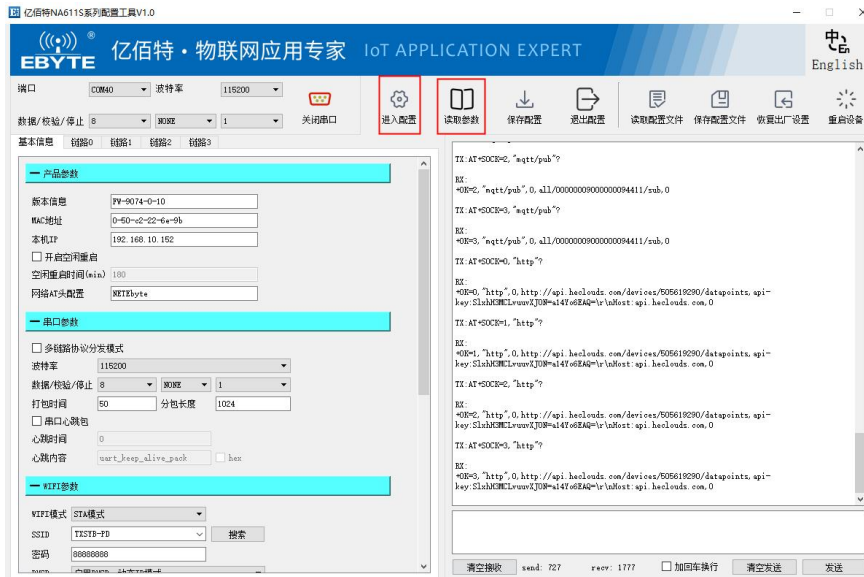 亿佰特NA611S系列配置工具V1.0
EBYTE ® 亿佰特·物联网应用专家 IoT APPLICATION EXPERT 中En English
端口 COM40 波特率 115200
数据/校验/停止 8 NONE 1
关闭串口 进入配置 读取参数 保存配置 退出配置 读取配置文件 保存配置文件 恢复出厂设置 重启设备
基本信息 链路0 链路1 链路2 链路3
产品参数
版本信息 FW-9074-0-10
MAC地址 0-50-c2-22-6e-9b
本机IP 192.168.10.152
开启空闲重启
空闲重启时间(min) 180
网络AT头配置 NETEbyte
串口参数
多链路协议分发模式
波特率 115200
数据/校验/停止 8 NONE 1
打包时间 50 分包长度 1024
串口心跳包
心跳时间 0
心跳内容 uart_keep_alive_pack hex
WIFI参数
WIFI模式 STA模式
SSID TXSYB-PD 搜索
密码 88888888
TX:AT+SOCK=2,"mqtt/pub"?
RX:
+OK=2,"mqtt/pub",0,all/00000009000000094411/sub,0
TX:AT+SOCK=3,"mqtt/pub"?
RX:
+OK=3,"mqtt/pub",0,all/00000009000000094411/sub,0
TX:AT+SOCK=0,"http"?
RX:
+OK=0,"http",0,http://api.heclouds.com/devices/505619290/datapoints,api-
key:SlxhH3MCLvuuvXJON=a14Yo6EAQ=\r\nHost:api.heclouds.com,0
TX:AT+SOCK=1,"http"?
RX:
+OK=1,"http",0,http://api.heclouds.com/devices/505619290/datapoints,api-
key:SlxhH3MCLvuuvXJON=a14Yo6EAQ=\r\nHost:api.heclouds.com,0
TX:AT+SOCK=2,"http"?
RX:
+OK=2,"http",0,http://api.heclouds.com/devices/505619290/datapoints,api-
key:SlxhH3MCLvuuvXJON=a14Yo6EAQ=\r\nHost:api.heclouds.com,0
TX:AT+SOCK=3,"http"?
RX:
+OK=3,"http",0,http://api.heclouds.com/devices/505619290/datapoints,api-
key:SlxhH3MCLvuuvXJON=a14Yo6EAQ=\r\nHost:api.heclouds.com,0
清空接收 send: 727 recv: 1777 加回车换行 清空发送 发送